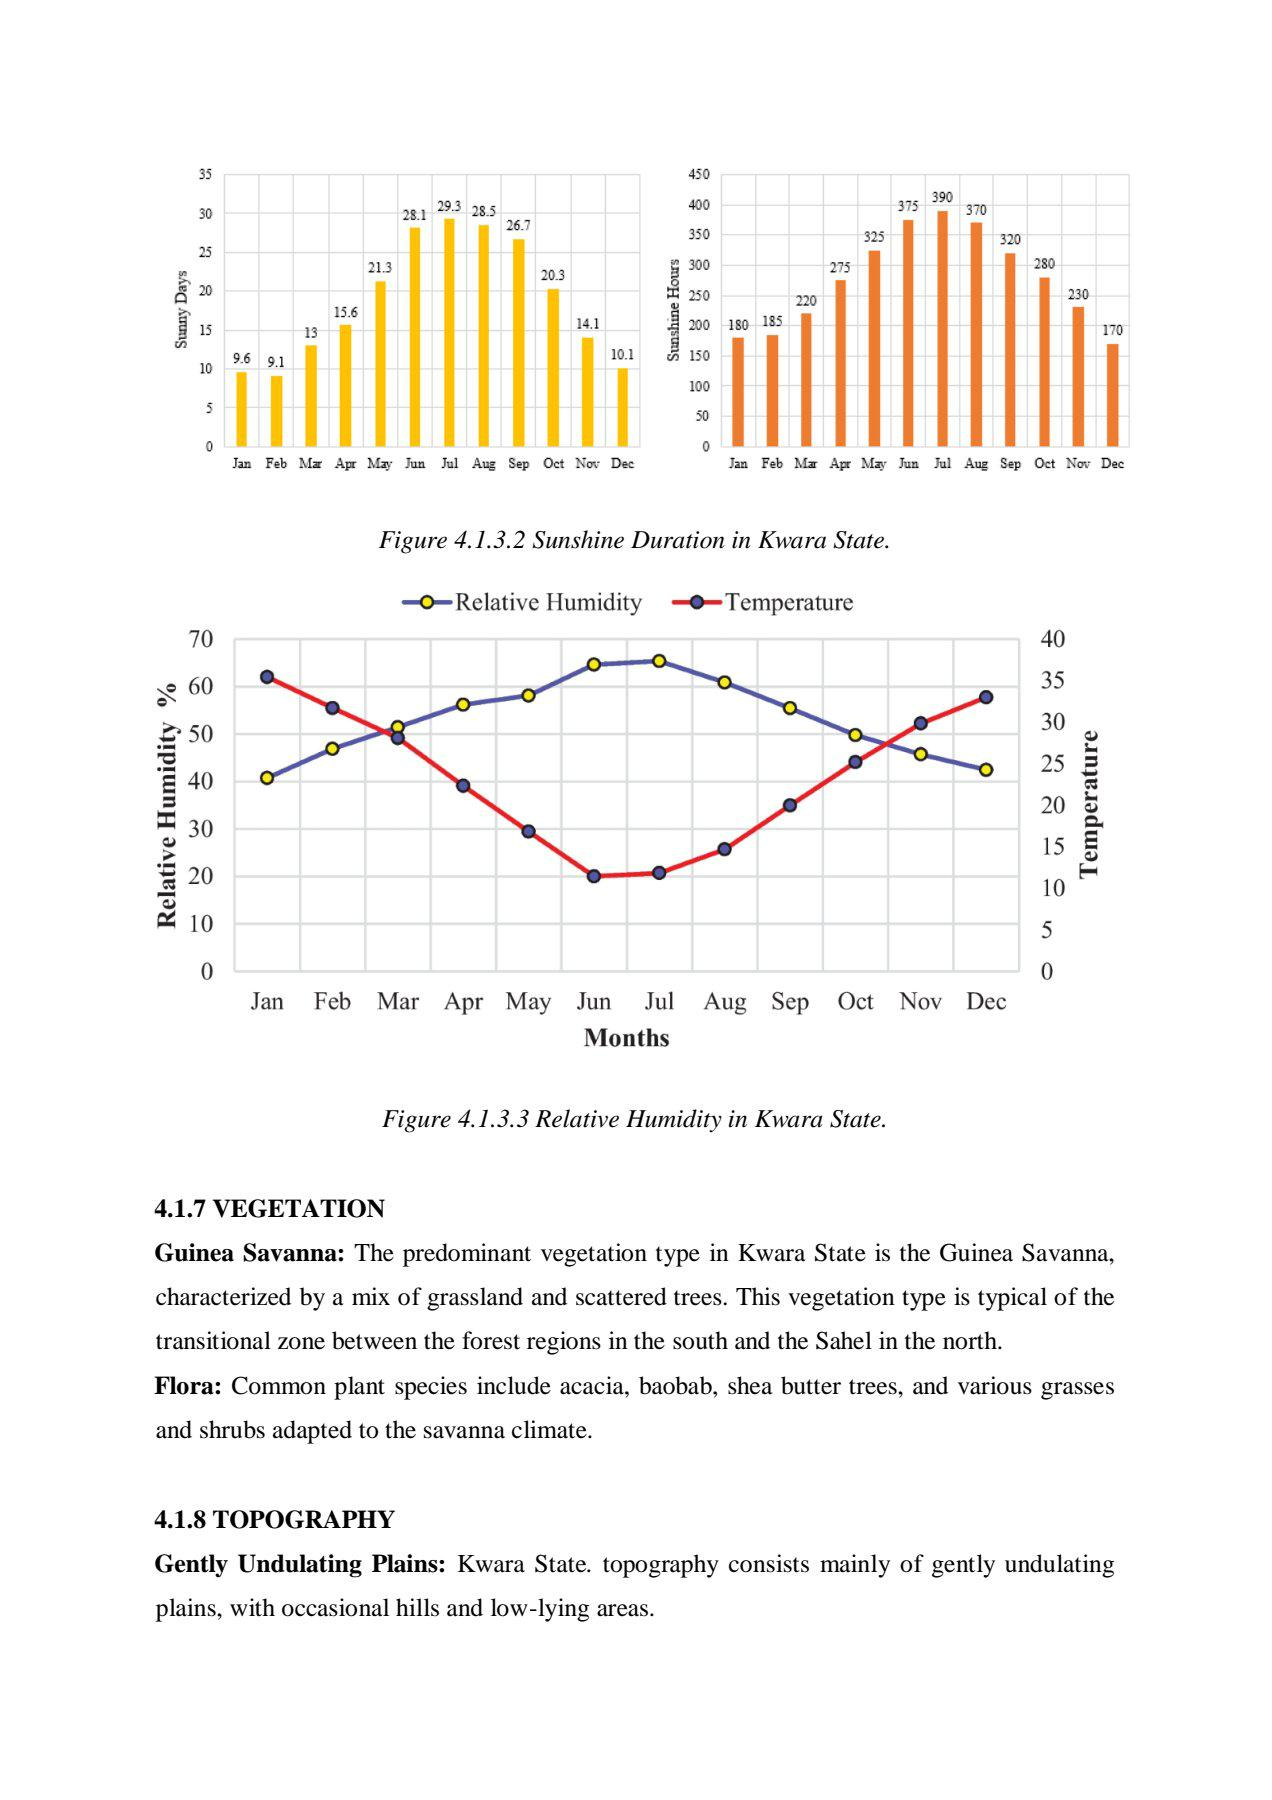 35
30
25
20
15
10
5
0
Sunny Days
9.6
9.1
13
15.6
21.3
28.1
29.3
28.5
26.7
20.3
14.1
10.1
Jan Feb Mar Apr May Jun Jul Aug Sep Oct Nov Dec
450
400
350
300
250
200
150
100
50
0
Sunshine Hours
180
185
220
275
325
375
390
370
320
280
230
170
Jan Feb Mar Apr May Jun Jul Aug Sep Oct Nov Dec
Figure 4.1.3.2 Sunshine Duration in Kwara State.
Relative Humidity Temperature
70
60
50
40
30
20
10
0
Relative Humidity %
40
35
30
25
20
15
10
5
0
Temperature
Jan Feb Mar Apr May Jun Jul Aug Sep Oct Nov Dec
Months
Figure 4.1.3.3 Relative Humidity in Kwara State.
4.1.7 VEGETATION
Guinea Savanna: The predominant vegetation type in Kwara State is the Guinea Savanna,
characterized by a mix of grassland and scattered trees. This vegetation type is typical of the
transitional zone between the forest regions in the south and the Sahel in the north.
Flora: Common plant species include acacia, baobab, shea butter trees, and various grasses
and shrubs adapted to the savanna climate.
4.1.8 TOPOGRAPHY
Gently Undulating Plains: Kwara State. topography consists mainly of gently undulating
plains, with occasional hills and low-lying areas.